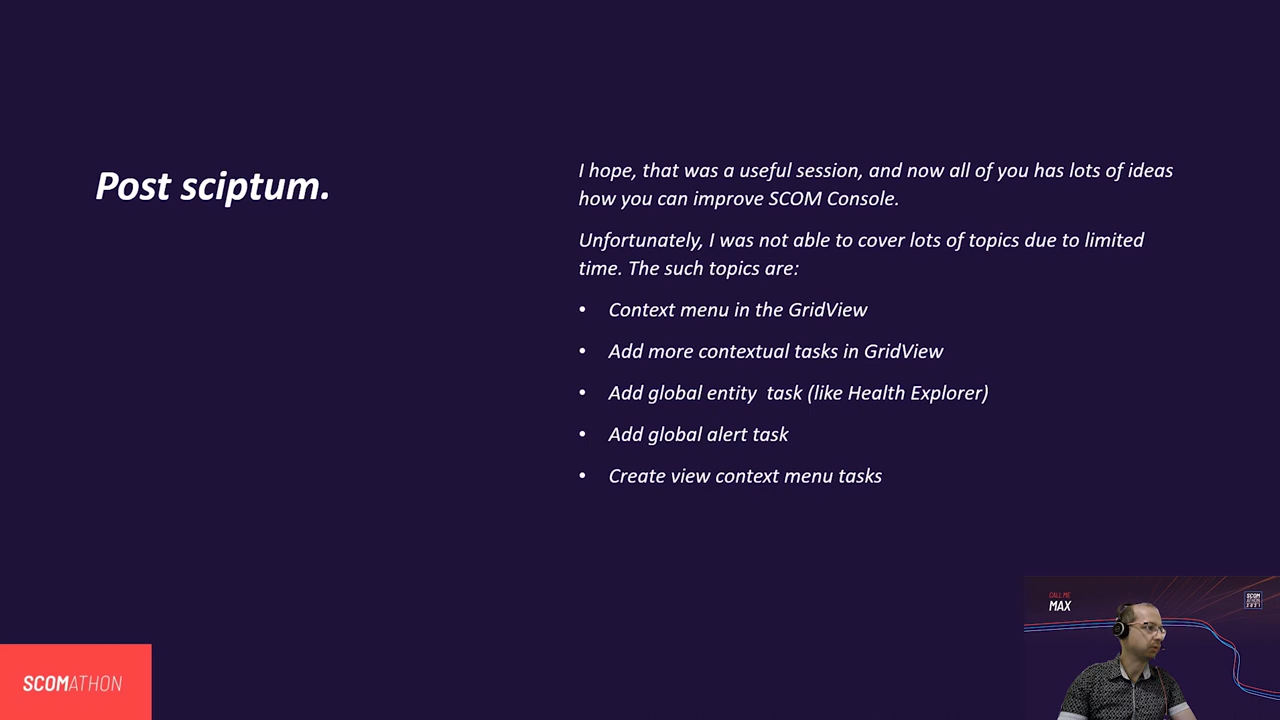 Post sciptum.
I hope, that was a useful session, and now all of you has lots of ideas
how you can improve SCOM Console.
Unfortunately, I was not able to cover lots of topics due to limited
time. The such topics are:
• Context menu in the GridView
• Add more contextual tasks in GridView
• Add global entity  task (like Health Explorer)
• Add global alert task
• Create view context menu tasks
CALL ME
MAX
SCOM
ATHON
2021
SCOMATHON